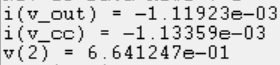 i(v_out) = -1.11923e-03
i(v_cc) = -1.13359e-03
v(2) = 6.641247e-01